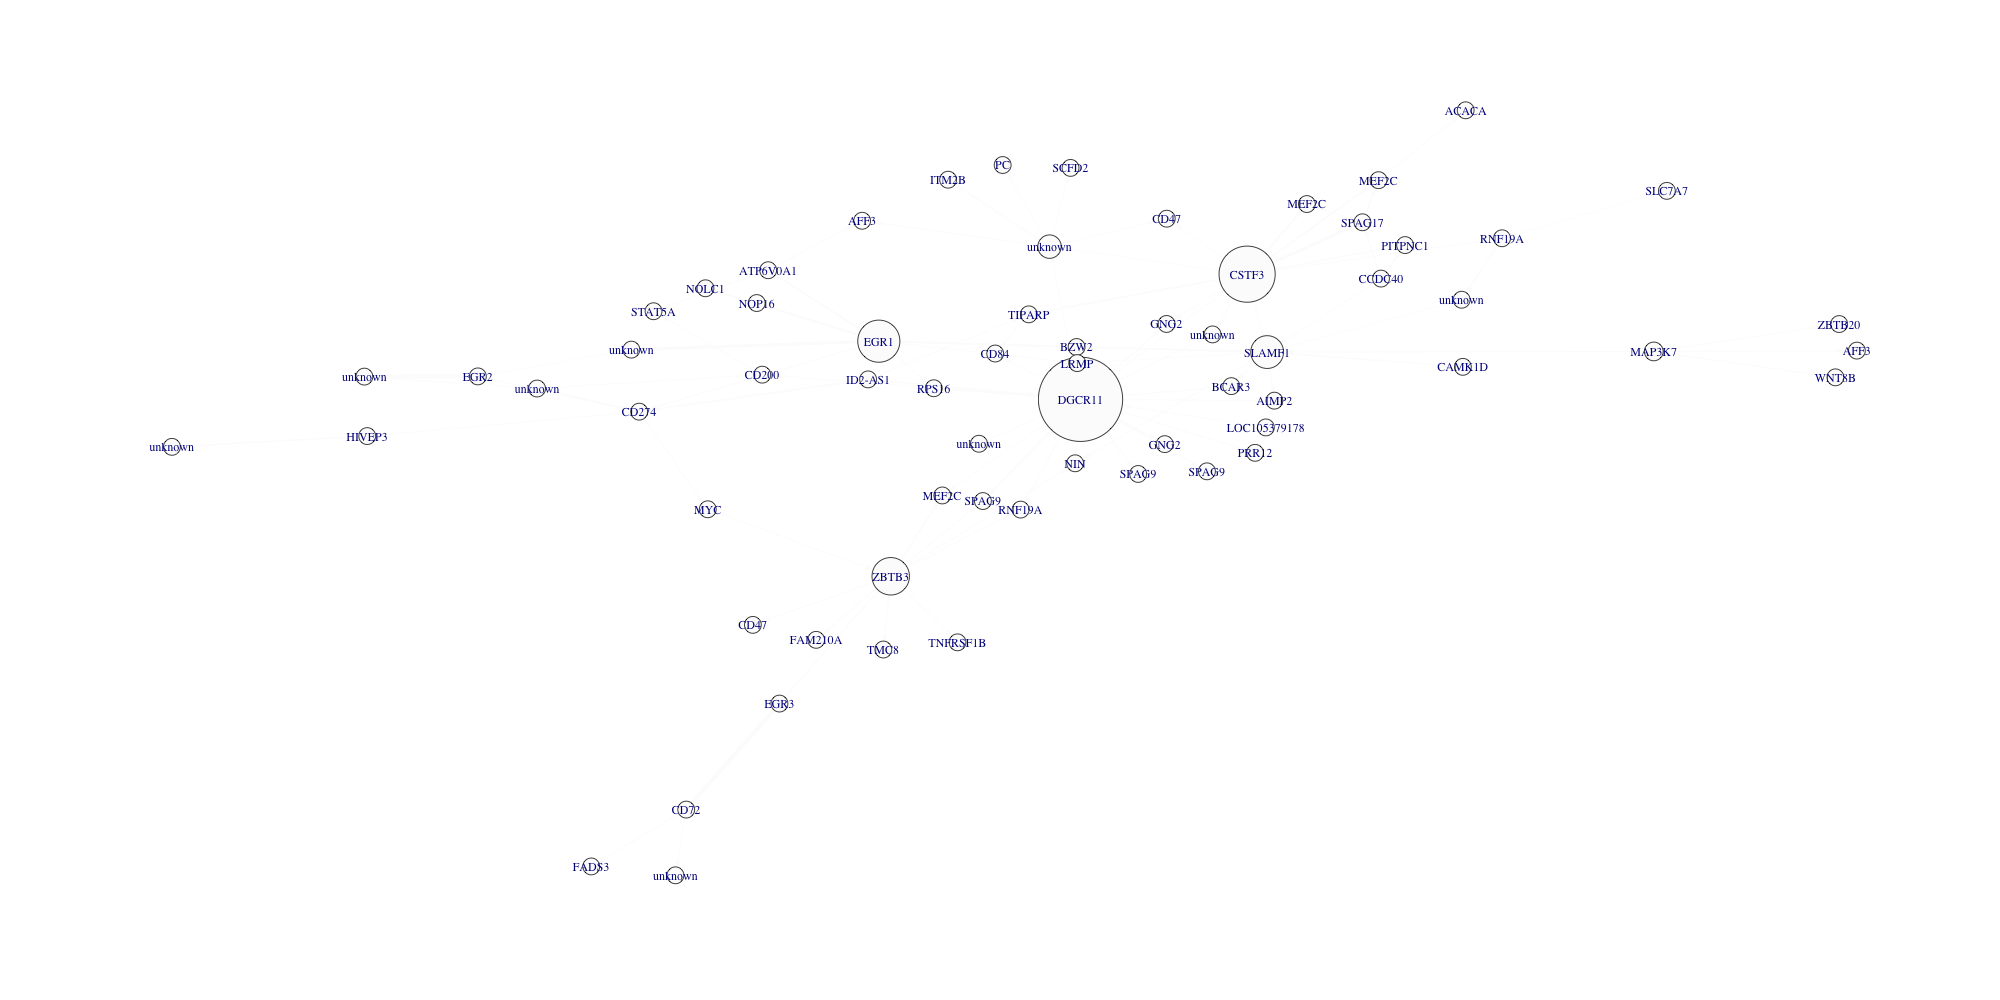 ACACA
PC
SCFD2
ITM2B
MEF2C
SLC7A7
MEF2C
CD47
AFF3
SPAG17
RNF19A
PITPNC1
unknown
ATP6V0A1
CSTF3
CCDC40
NOLC1
unknown
NOP16
STAT5A
TIPARP
GNG2
ZBTB20
unknown
EGR1
BZW2
unknown
AFF3
MAP3K7
SLAMF1
CD84
LRMP
CAMK1D
CD200
unknown
EGR2
WNT8B
ID2-AS1
BCAR3
unknown
RPS16
DGCR11
AIMP2
CD274
LOC105379178
HIVEP3
unknown
GNG2
unknown
PRR12
NIN
SPAG9
SPAG9
MEF2C
SPAG9
MYC
RNF19A
ZBTB3
CD47
FAM210A
TNFRSF1B
TMC8
EGR3
CD72
FADS3
unknown